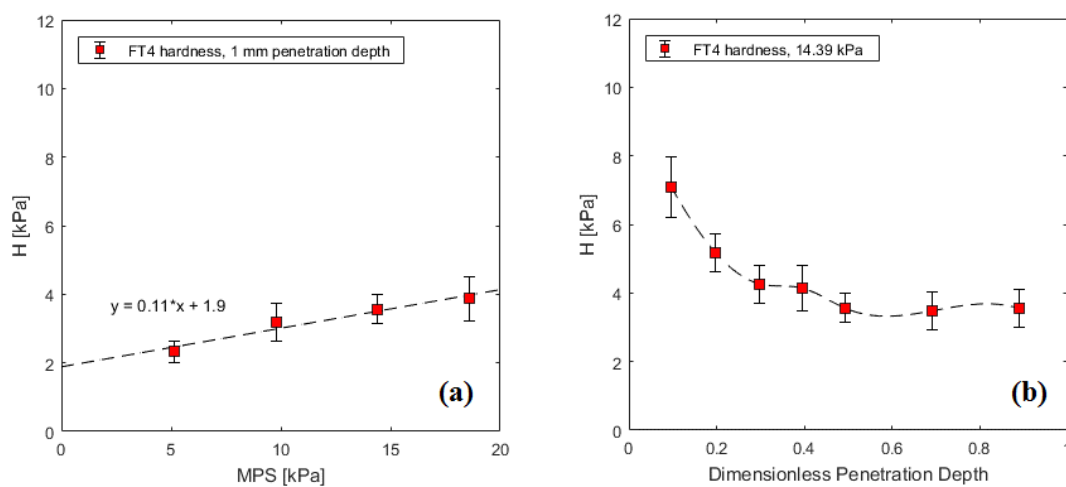 12
10
8
6
4
2
0
H [kPa]
FT4 hardness, 1 mm penetration depth
y = 0.11*x + 1.9
(a)
0 5 10 15 20
MPS [kPa]
12
10
8
6
4
2
0
H [kPa]
FT4 hardness, 14.39 kPa
(b)
0 0.2 0.4 0.6 0.8 1
Dimensionless Penetration Depth